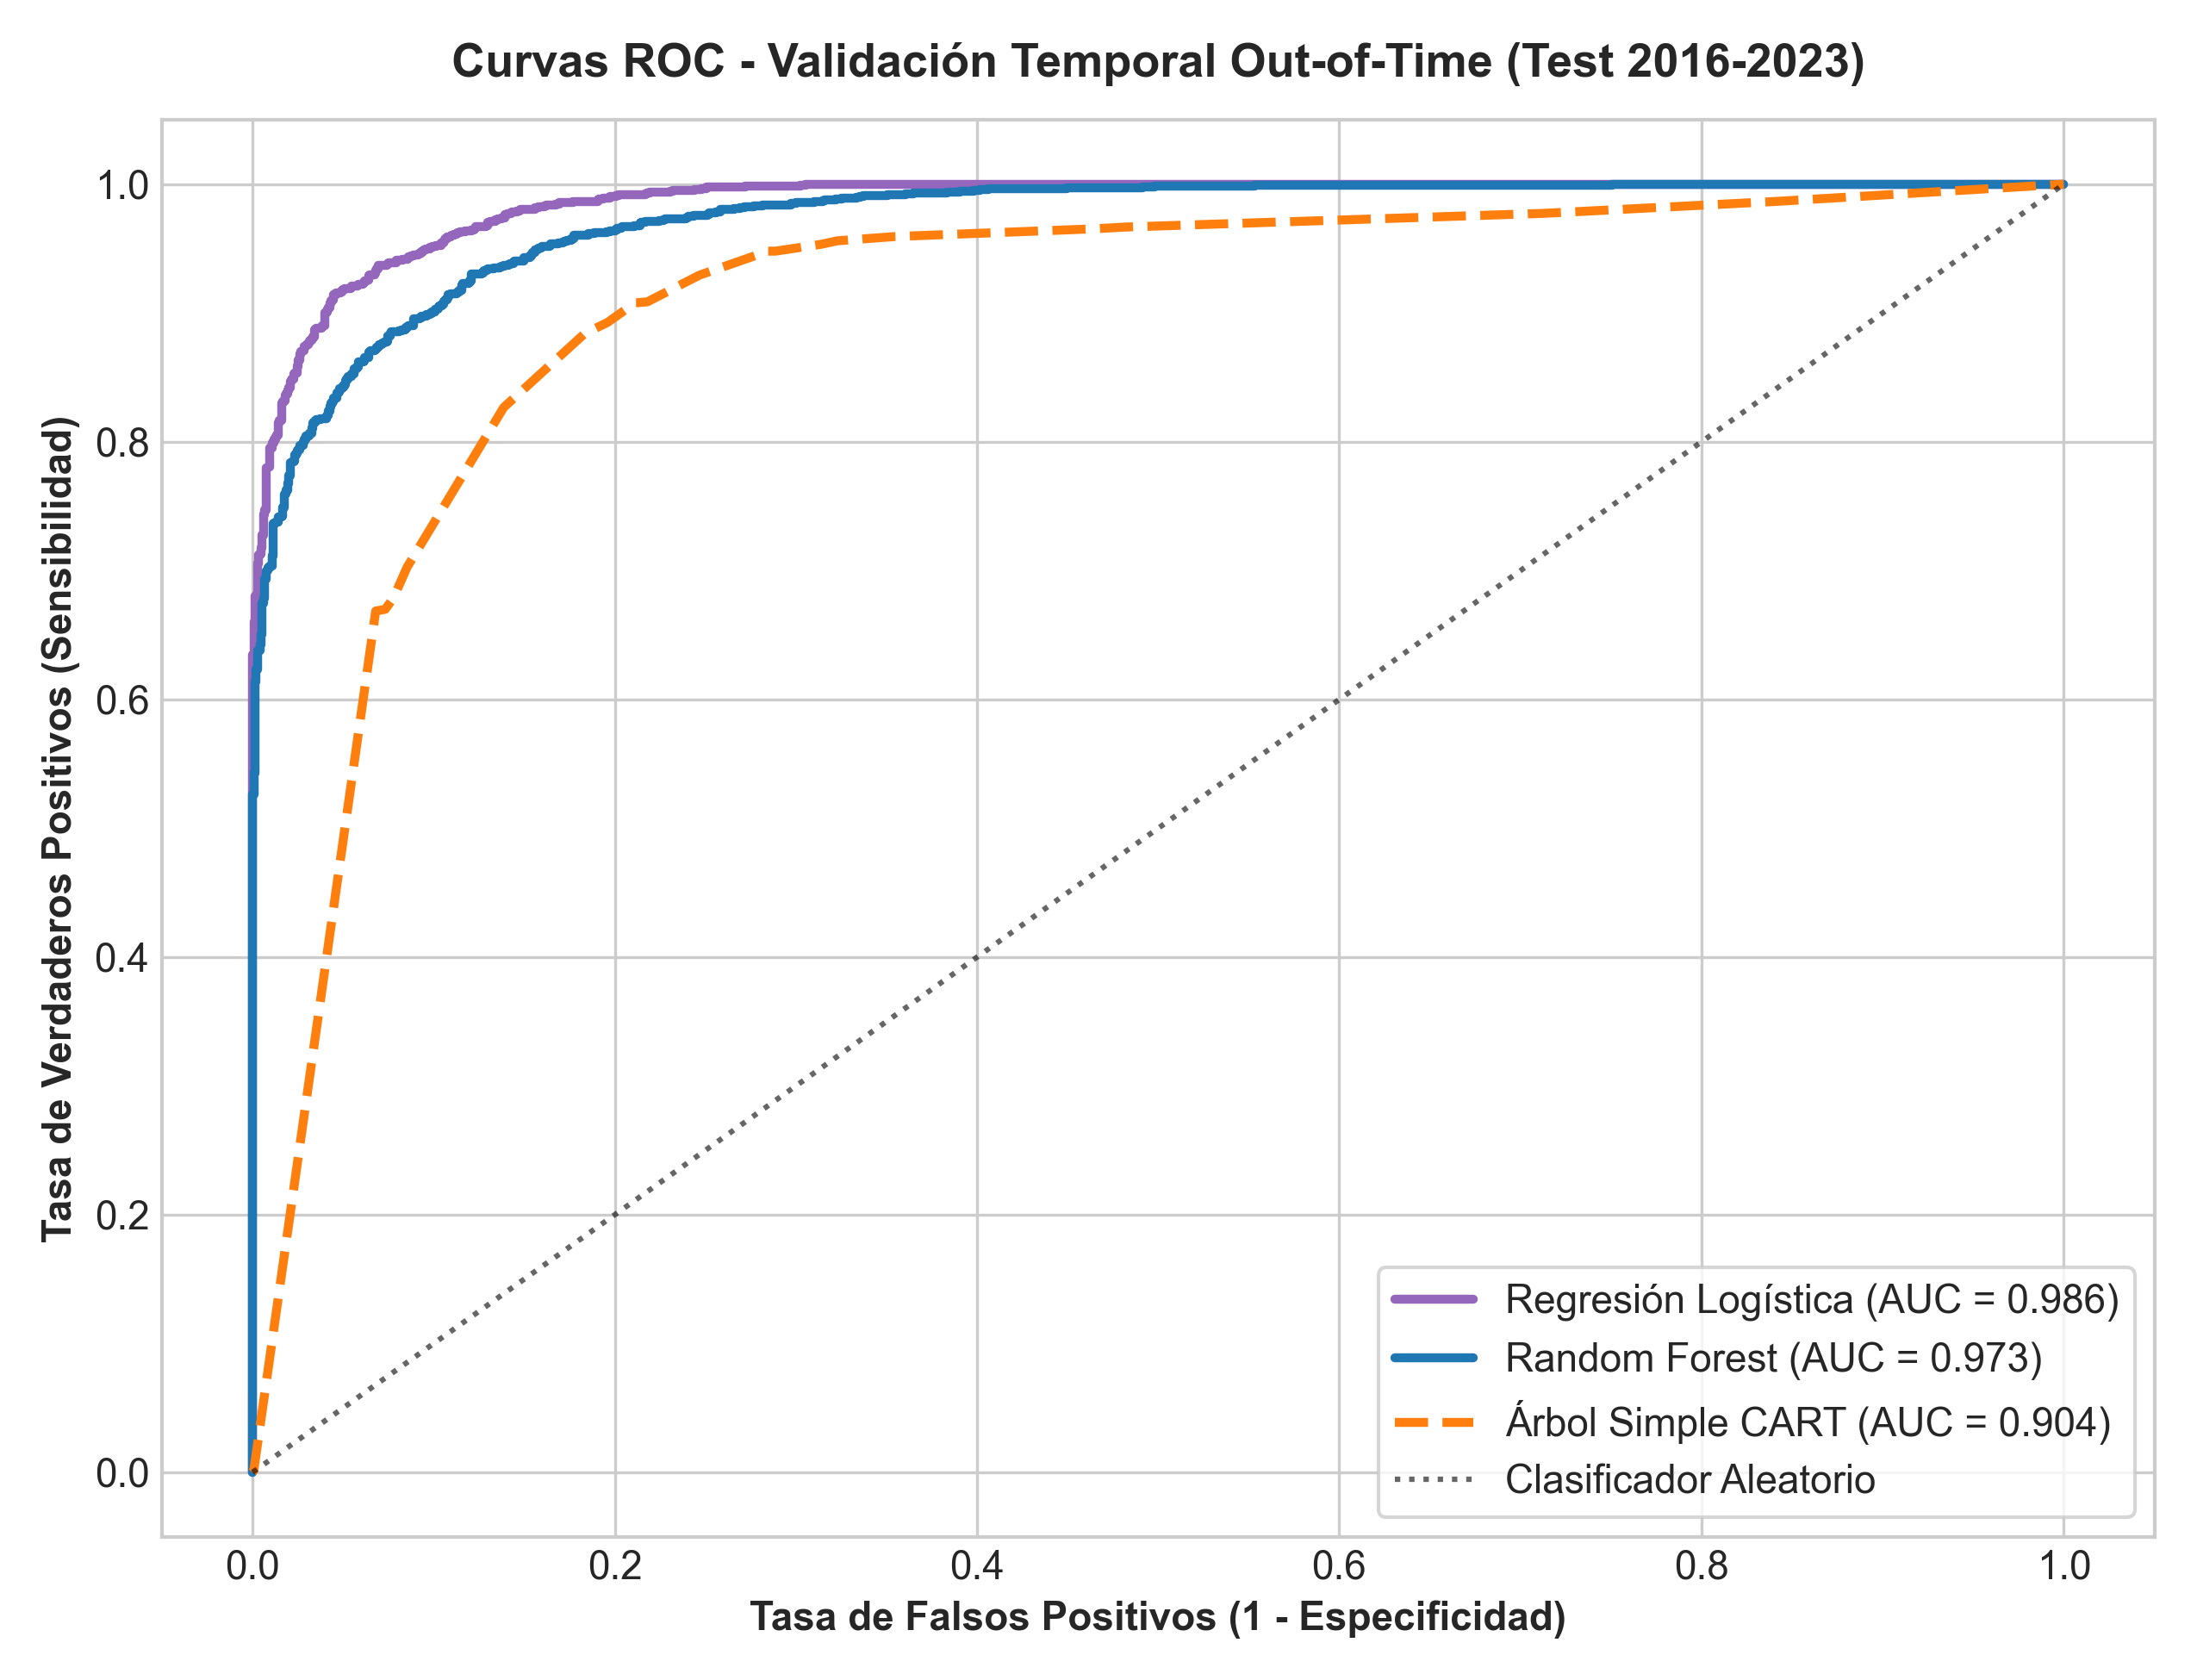 Curvas ROC - Validación Temporal Out-of-Time (Test 2016-2023)
Tasa de Verdaderos Positivos (Sensibilidad)
1.0
0.8
0.6
0.4
0.2
0.0
0.0 0.2 0.4 0.6 0.8 1.0
Tasa de Falsos Positivos (1 - Especificidad)
Regresión Logística (AUC = 0.986)
Random Forest (AUC = 0.973)
Árbol Simple CART (AUC = 0.904)
Clasificador Aleatorio